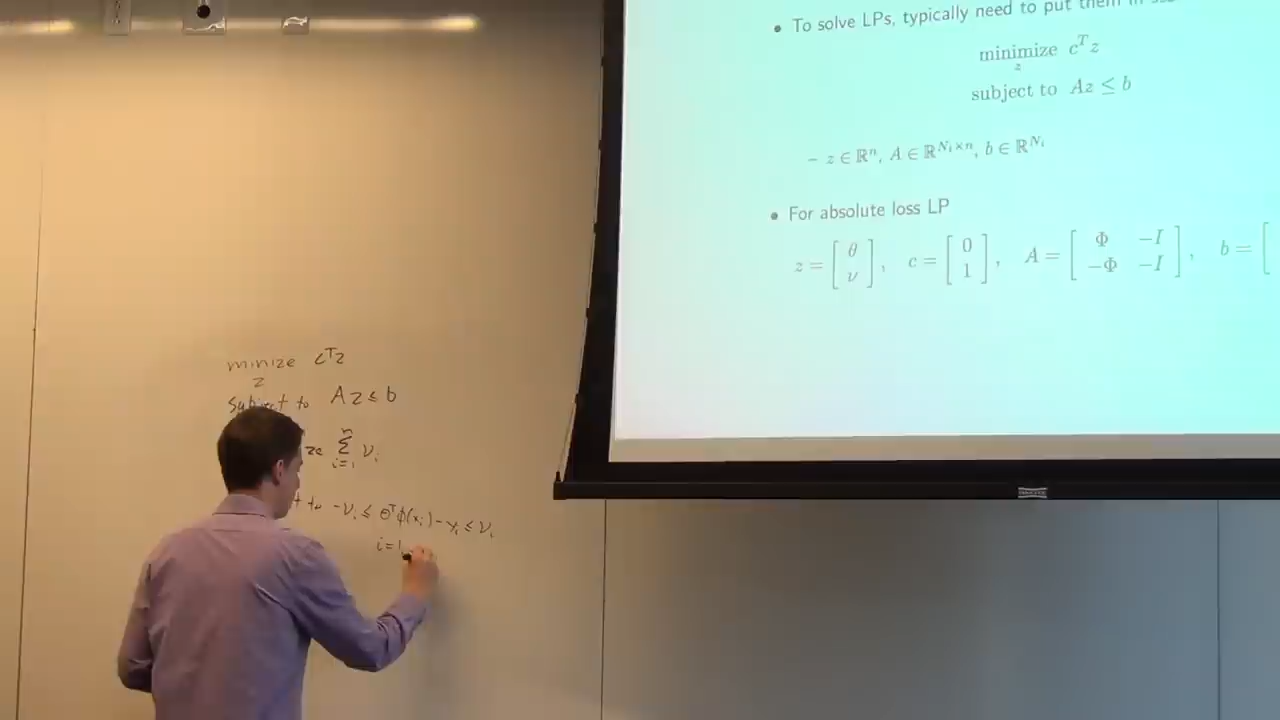 • To solve LPs, typically need to put them in
minimize c^T z
z
subject to Az ≤ b
− z ∈ ℝ^n, A ∈ ℝ^{N_i×n}, b ∈ ℝ^{N_i}
• For absolute loss LP
z = [ θ ; ν ], c = [ 0 ; 1 ], A = [ Φ −I ; −Φ −I ], b = [
minize c^T z
z
subject to Az ≤ b
ze Σ_{i=1}^n ν_i
t to −ν_i ≤ θ^T φ(x_i) − y_i ≤ ν_i
i=1